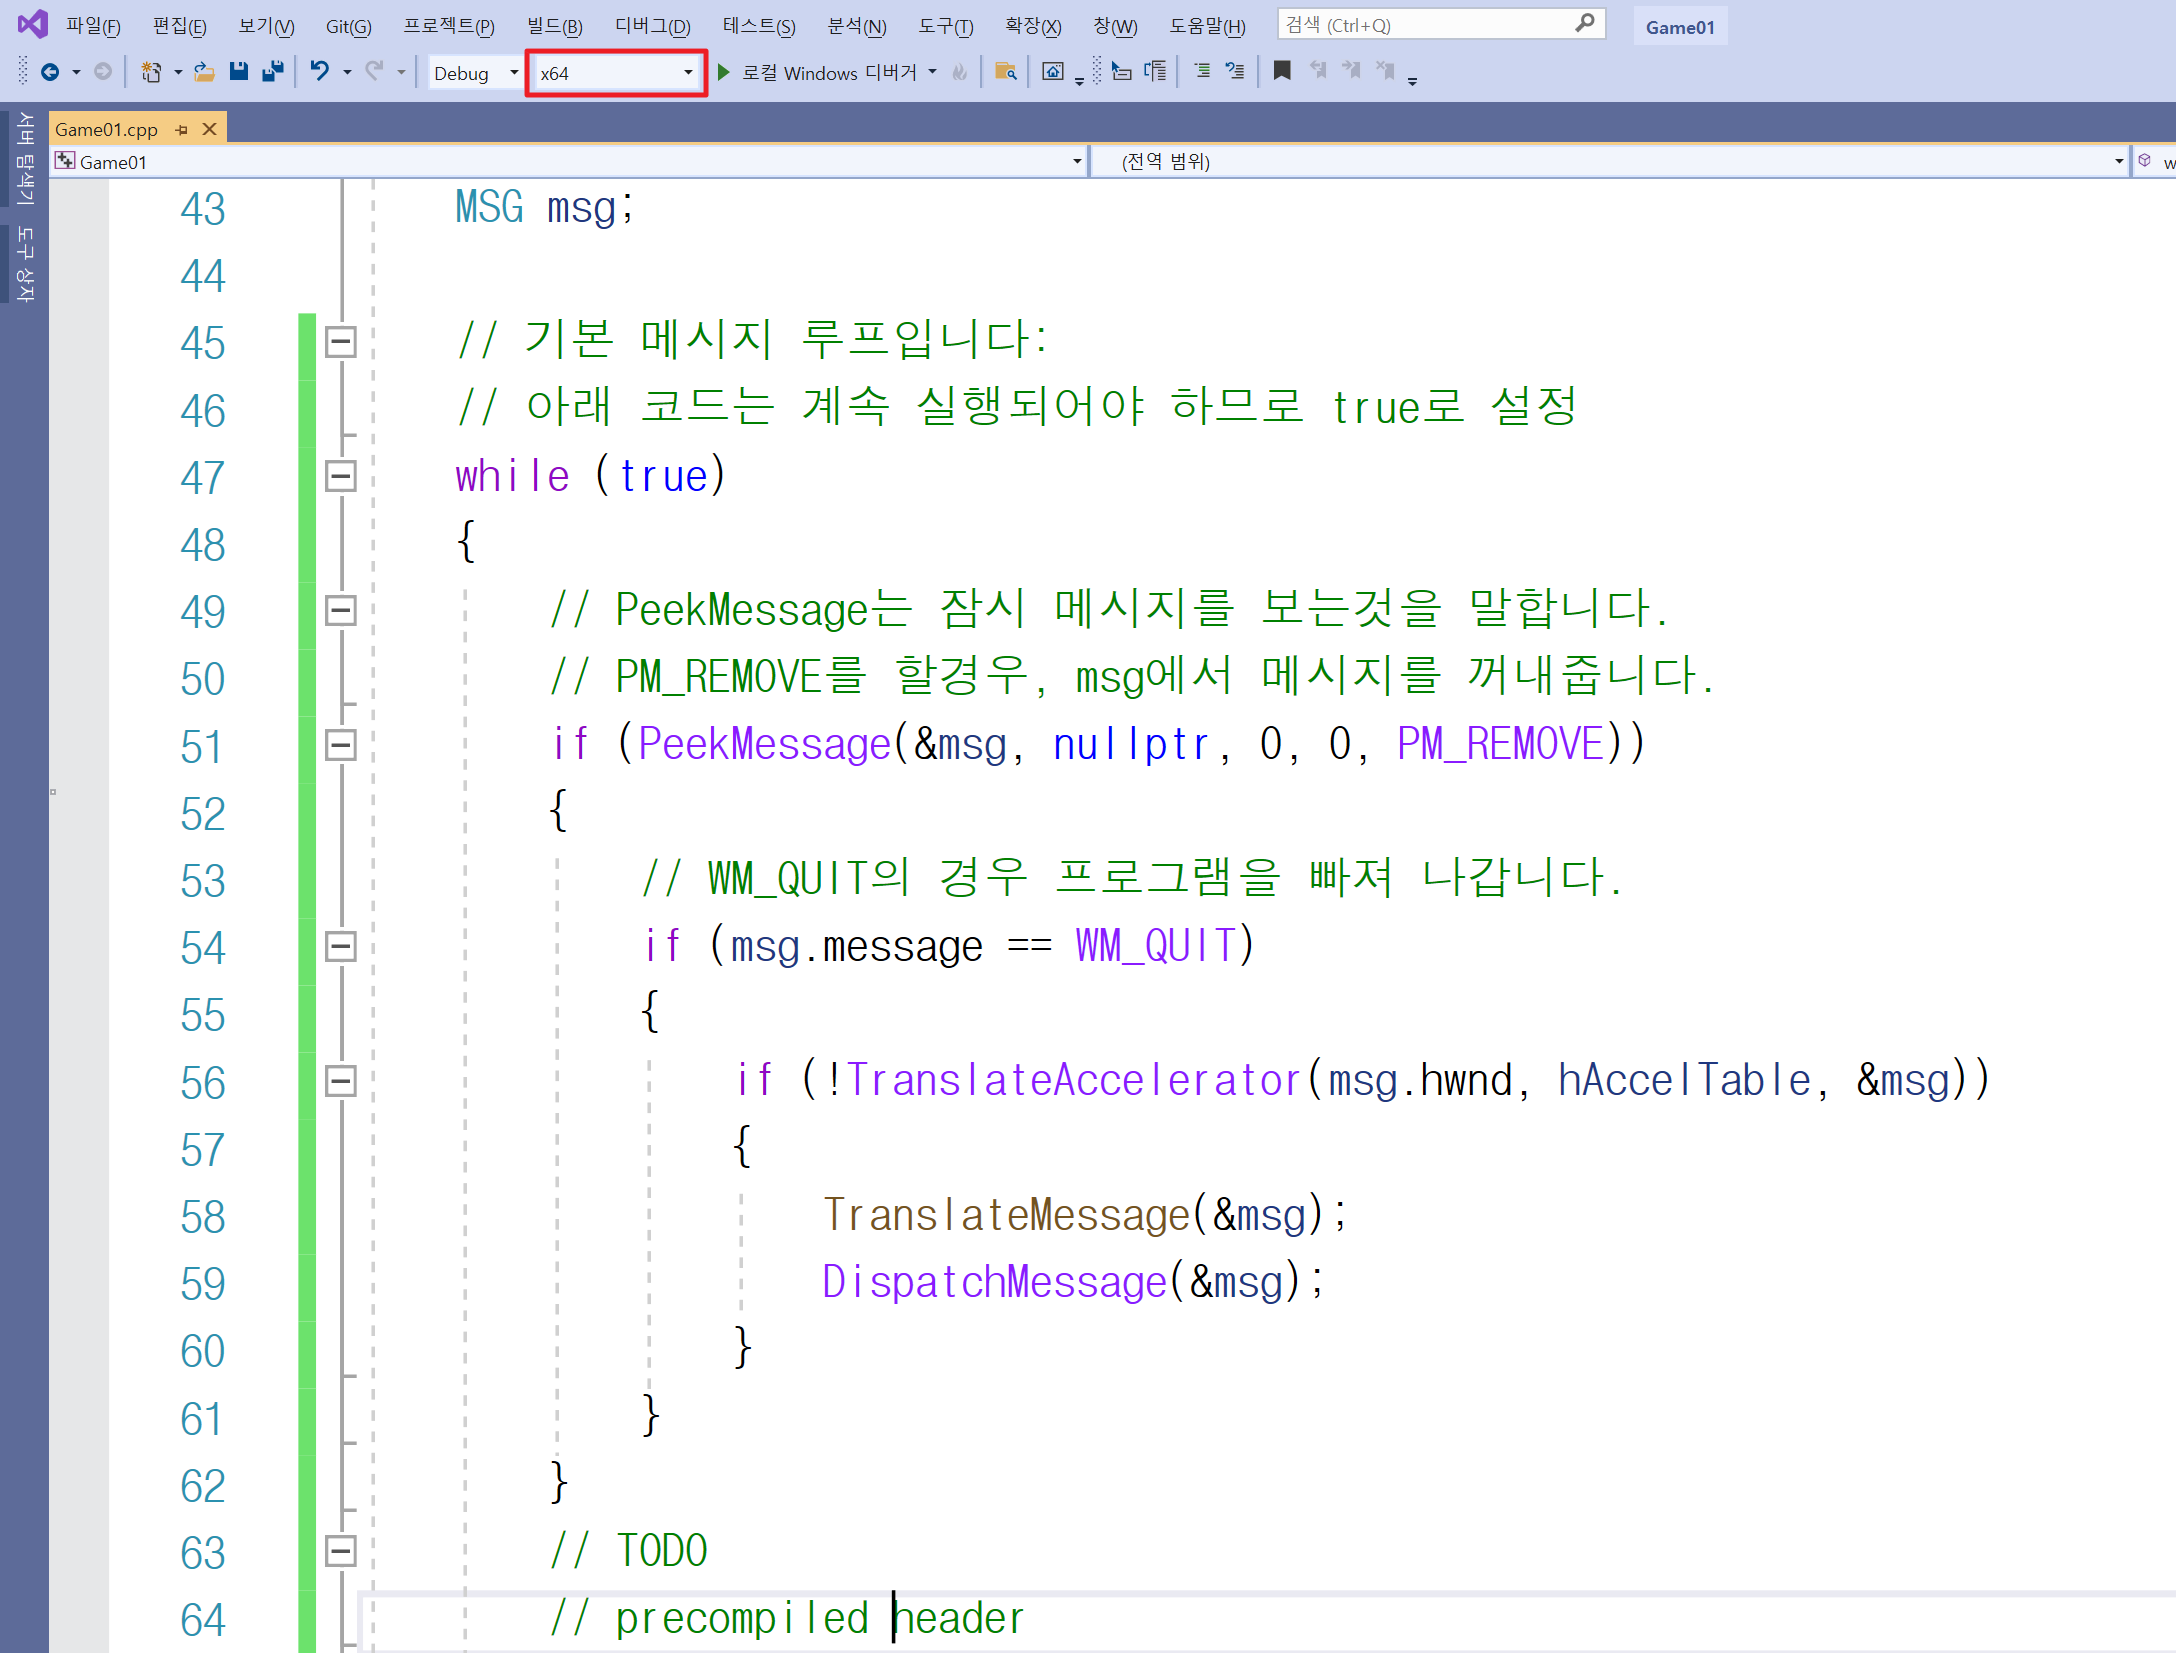 파일(F) 편집(E) 보기(V) Git(G) 프로젝트(P) 빌드(B) 디버그(D) 테스트(S) 분석(N) 도구(T) 확장(X) 창(W) 도움말(H) 검색 (Ctrl+Q) Game01
Debug x64 로컬 Windows 디버거
서버 탐색기
도구 상자
Game01.cpp
Game01 (전역 범위) w
43 MSG msg;
44
45 // 기본 메시지 루프입니다:
46 // 아래 코드는 계속 실행되어야 하므로 true로 설정
47 while (true)
48 {
49 // PeekMessage는 잠시 메시지를 보는것을 말합니다.
50 // PM_REMOVE를 할경우, msg에서 메시지를 꺼내줍니다.
51 if (PeekMessage(&msg, nullptr, 0, 0, PM_REMOVE))
52 {
53 // WM_QUIT의 경우 프로그램을 빠져 나갑니다.
54 if (msg.message == WM_QUIT)
55 {
56 if (!TranslateAccelerator(msg.hwnd, hAccelTable, &msg))
57 {
58 TranslateMessage(&msg);
59 DispatchMessage(&msg);
60 }
61 }
62 }
63 // TODO
64 // precompiled header